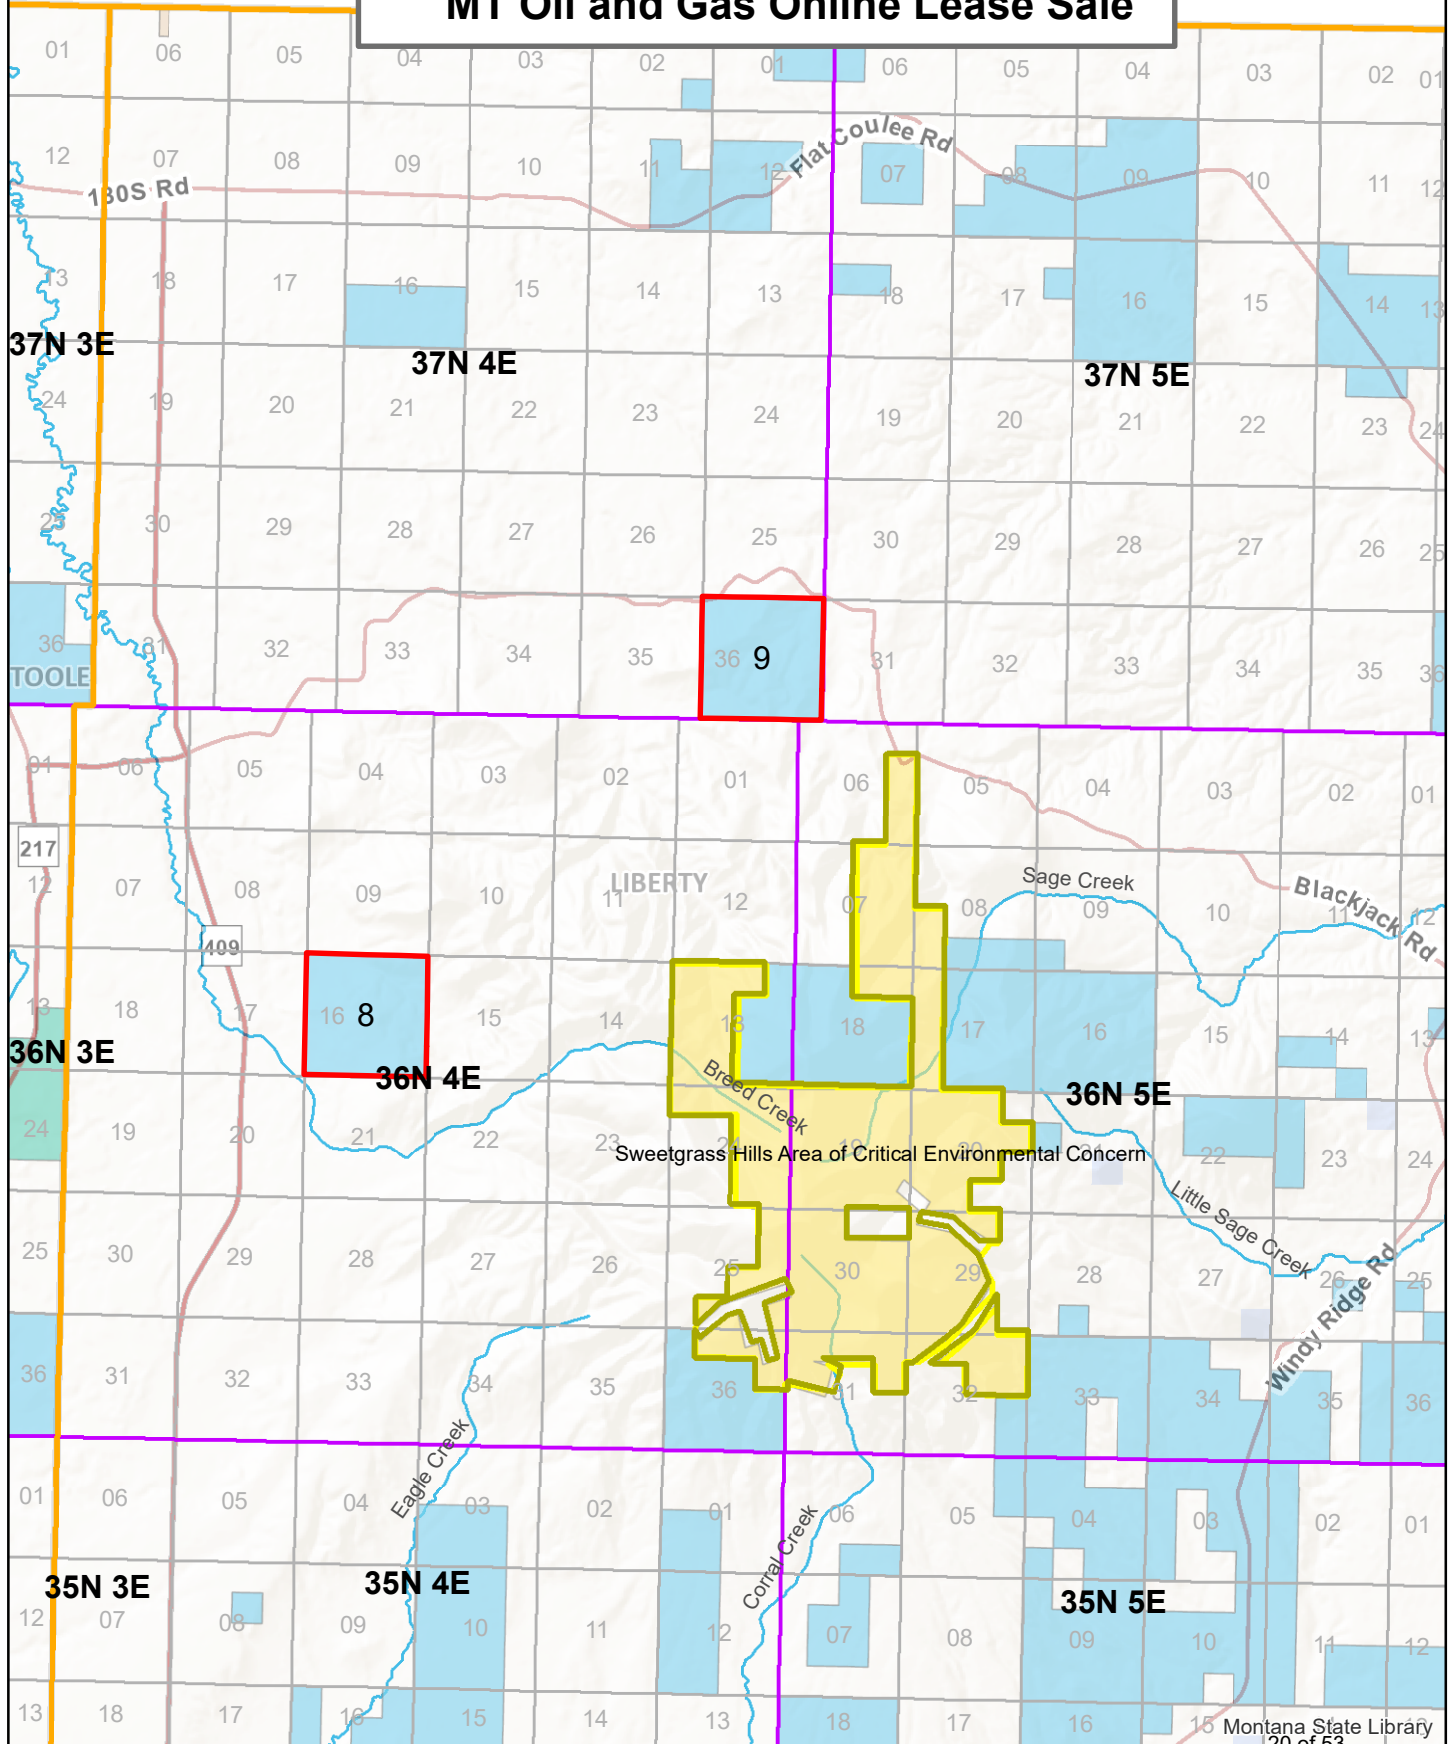 MT Oil and Gas Online Lease Sale
01 06 05 04 03 02 01 06 05 04 03 02 01
Flat Coulee Rd
12 07 08 09 10 11 12 07 08 09 10 11 12
130S Rd
13 18 17 16 15 14 13 18 17 16 15 14 13
37N 3E 37N 4E 37N 5E
24 19 20 21 22 23 24 19 20 21 22 23 24
25 30 29 28 27 26 25 30 29 28 27 26 25
36 31 32 33 34 35 36 9 31 32 33 34 35 36
TOOLE
01 06 05 04 03 02 01 06 05 04 03 02 01
217
LIBERTY
Sage Creek
Blackjack Rd
12 07 08 09 10 11 12 07 08 09 10 11 12
409
13 18 17 16 8 15 14 13 18 17 16 15 14 13
36N 3E 36N 4E 36N 5E
Breed Creek
24 19 20 21 22 23 24 19 20 21 22 23 24
Sweetgrass Hills Area of Critical Environmental Concern
Little Sage Creek
25 30 29 28 27 26 25 30 29 28 27 26 25
Windy Ridge Rd
36 31 32 33 34 35 36 31 32 33 34 35 36
Eagle Creek
01 06 05 04 03 02 01 06 05 04 03 02 01
Corral Creek
35N 3E 35N 4E 35N 5E
12 07 08 09 10 11 12 07 08 09 10 11 12
13 18 17 16 15 14 13 18 17 16 15
Montana State Library
20 of 53